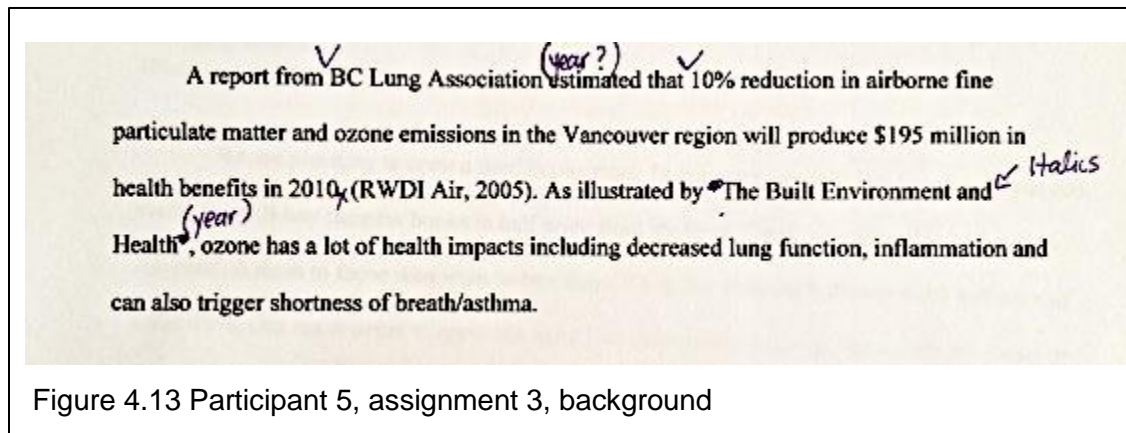 (year?)
A report from BC Lung Association estimated that 10% reduction in airborne fine
particulate matter and ozone emissions in the Vancouver region will produce $195 million in
Italics
health benefits in 2010, (RWDI Air, 2005). As illustrated by "The Built Environment and
(year)
Health", ozone has a lot of health impacts including decreased lung function, inflammation and
can also trigger shortness of breath/asthma.
Figure 4.13 Participant 5, assignment 3, background